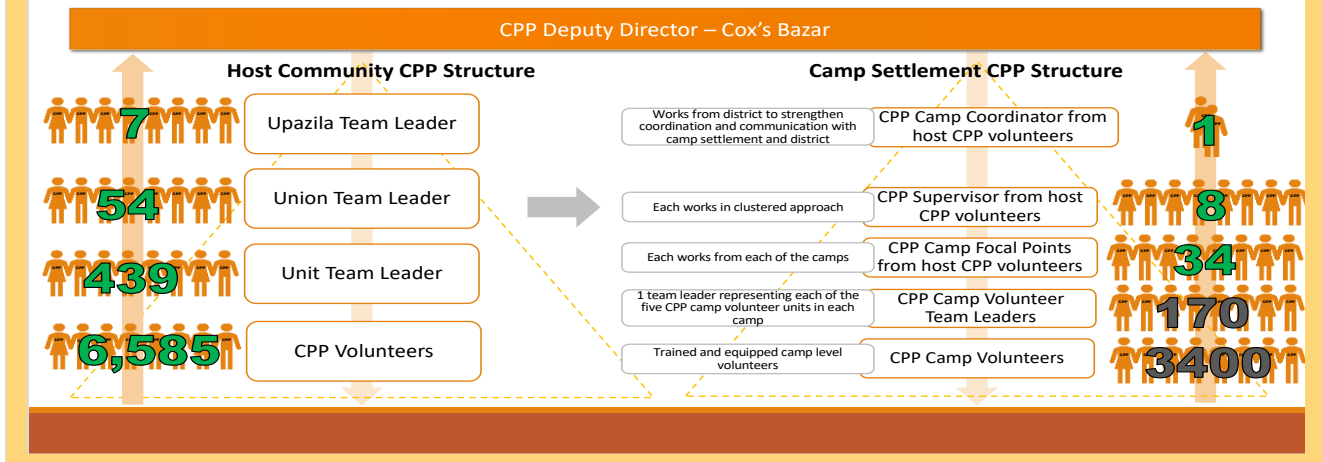 CPP Deputy Director – Cox's Bazar
Host Community CPP Structure
7
Upazila Team Leader
54
Union Team Leader
439
Unit Team Leader
6,585
CPP Volunteers
Camp Settlement CPP Structure
Works from district to strengthen
coordination and communication with
camp settlement and district
CPP Camp Coordinator from
host CPP volunteers
1
Each works in clustered approach
CPP Supervisor from host
CPP volunteers
8
Each works from each of the camps
CPP Camp Focal Points
from host CPP volunteers
34
1 team leader representing each of the
five CPP camp volunteer units in each
camp
CPP Camp Volunteer
Team Leaders
170
Trained and equipped camp level
volunteers
CPP Camp Volunteers
3400